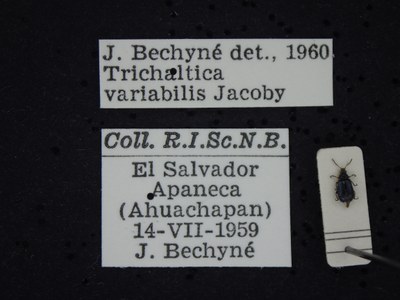 J. Bechyné det., 1960
Trichaltica
variabilis Jacoby
Coll. R.I.Sc.N.B.
El Salvador
Apaneca
(Ahuachapan)
14-VII-1959
J. Bechyné